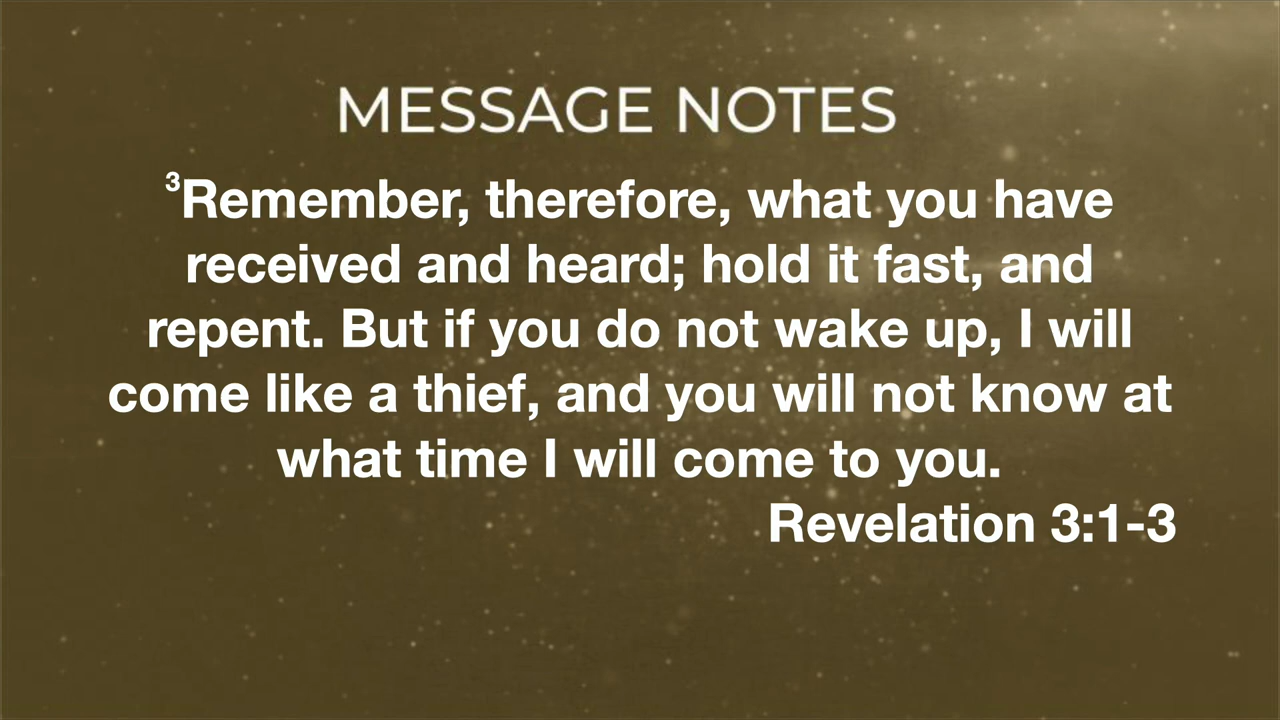 MESSAGE NOTES
³Remember, therefore, what you have
received and heard; hold it fast, and
repent. But if you do not wake up, I will
come like a thief, and you will not know at
what time I will come to you.
Revelation 3:1-3